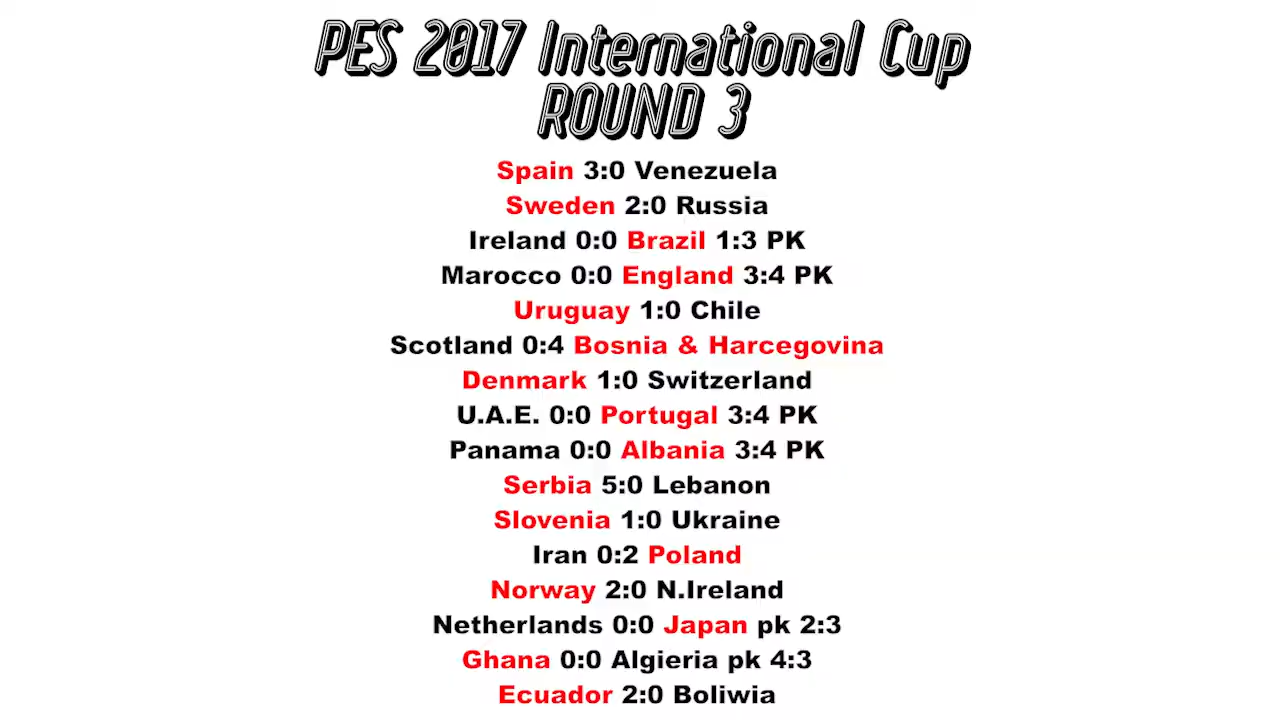 PES 2017 International Cup
ROUND 3
Spain 3:0 Venezuela
Sweden 2:0 Russia
Ireland 0:0 Brazil 1:3 PK
Marocco 0:0 England 3:4 PK
Uruguay 1:0 Chile
Scotland 0:4 Bosnia & Harcegovina
Denmark 1:0 Switzerland
U.A.E. 0:0 Portugal 3:4 PK
Panama 0:0 Albania 3:4 PK
Serbia 5:0 Lebanon
Slovenia 1:0 Ukraine
Iran 0:2 Poland
Norway 2:0 N.Ireland
Netherlands 0:0 Japan pk 2:3
Ghana 0:0 Algieria pk 4:3
Ecuador 2:0 Boliwia